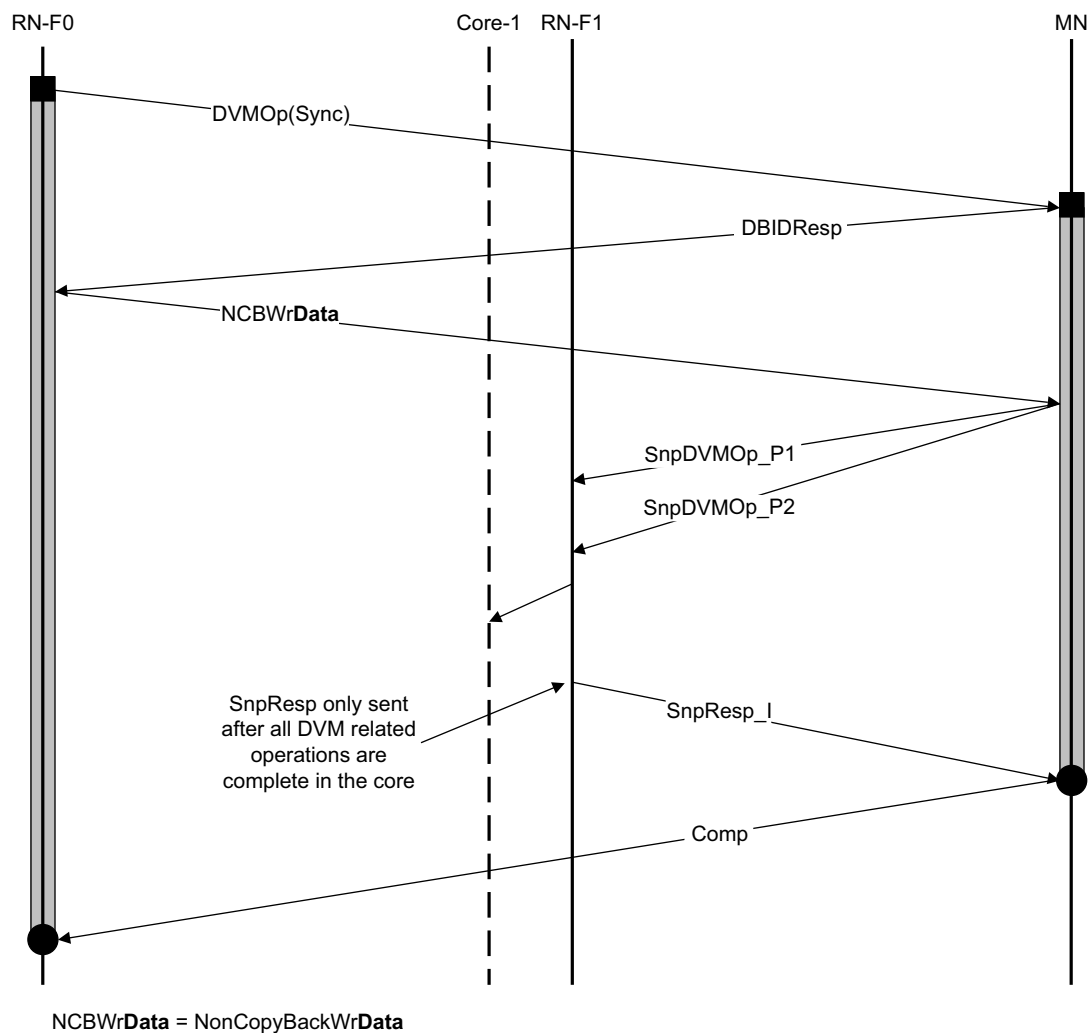 RN-F0
Core-1
RN-F1
MN
DVMOp(Sync)
DBIDResp
NCBWrData
SnpDVMOp_P1
SnpDVMOp_P2
SnpResp only sent
after all DVM related
operations are
complete in the core
SnpResp_I
Comp
NCBWrData = NonCopyBackWrData